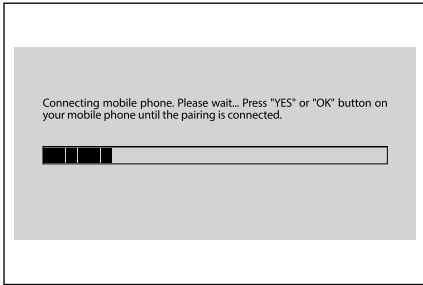 Connecting mobile phone. Please wait... Press "YES" or "OK" button on
your mobile phone until the pairing is connected.